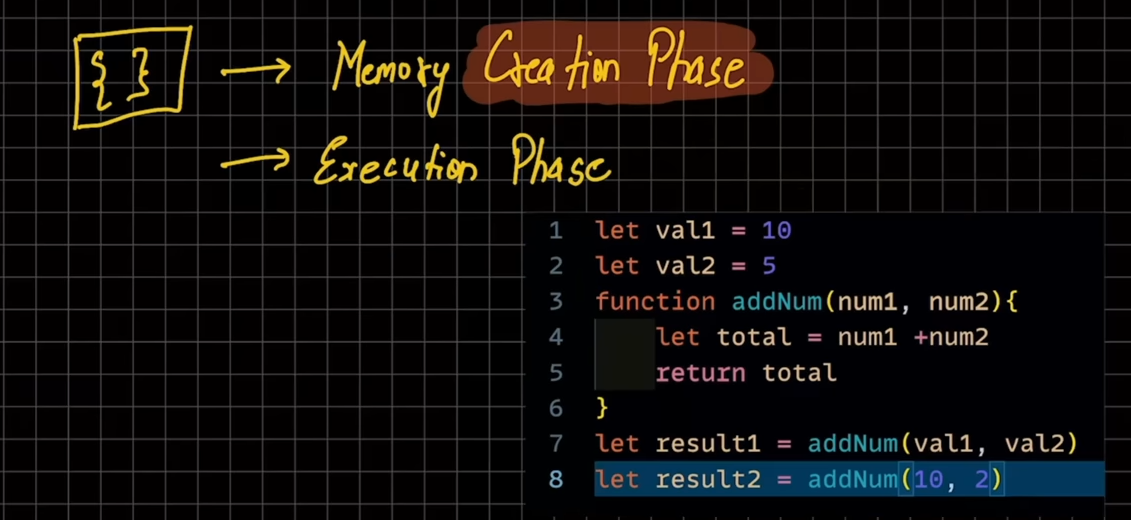 { } → Memory Creation Phase
→ Execution Phase
1 let val1 = 10
2 let val2 = 5
3 function addNum(num1, num2){
4     let total = num1 +num2
5     return total
6 }
7 let result1 = addNum(val1, val2)
8 let result2 = addNum(10, 2)